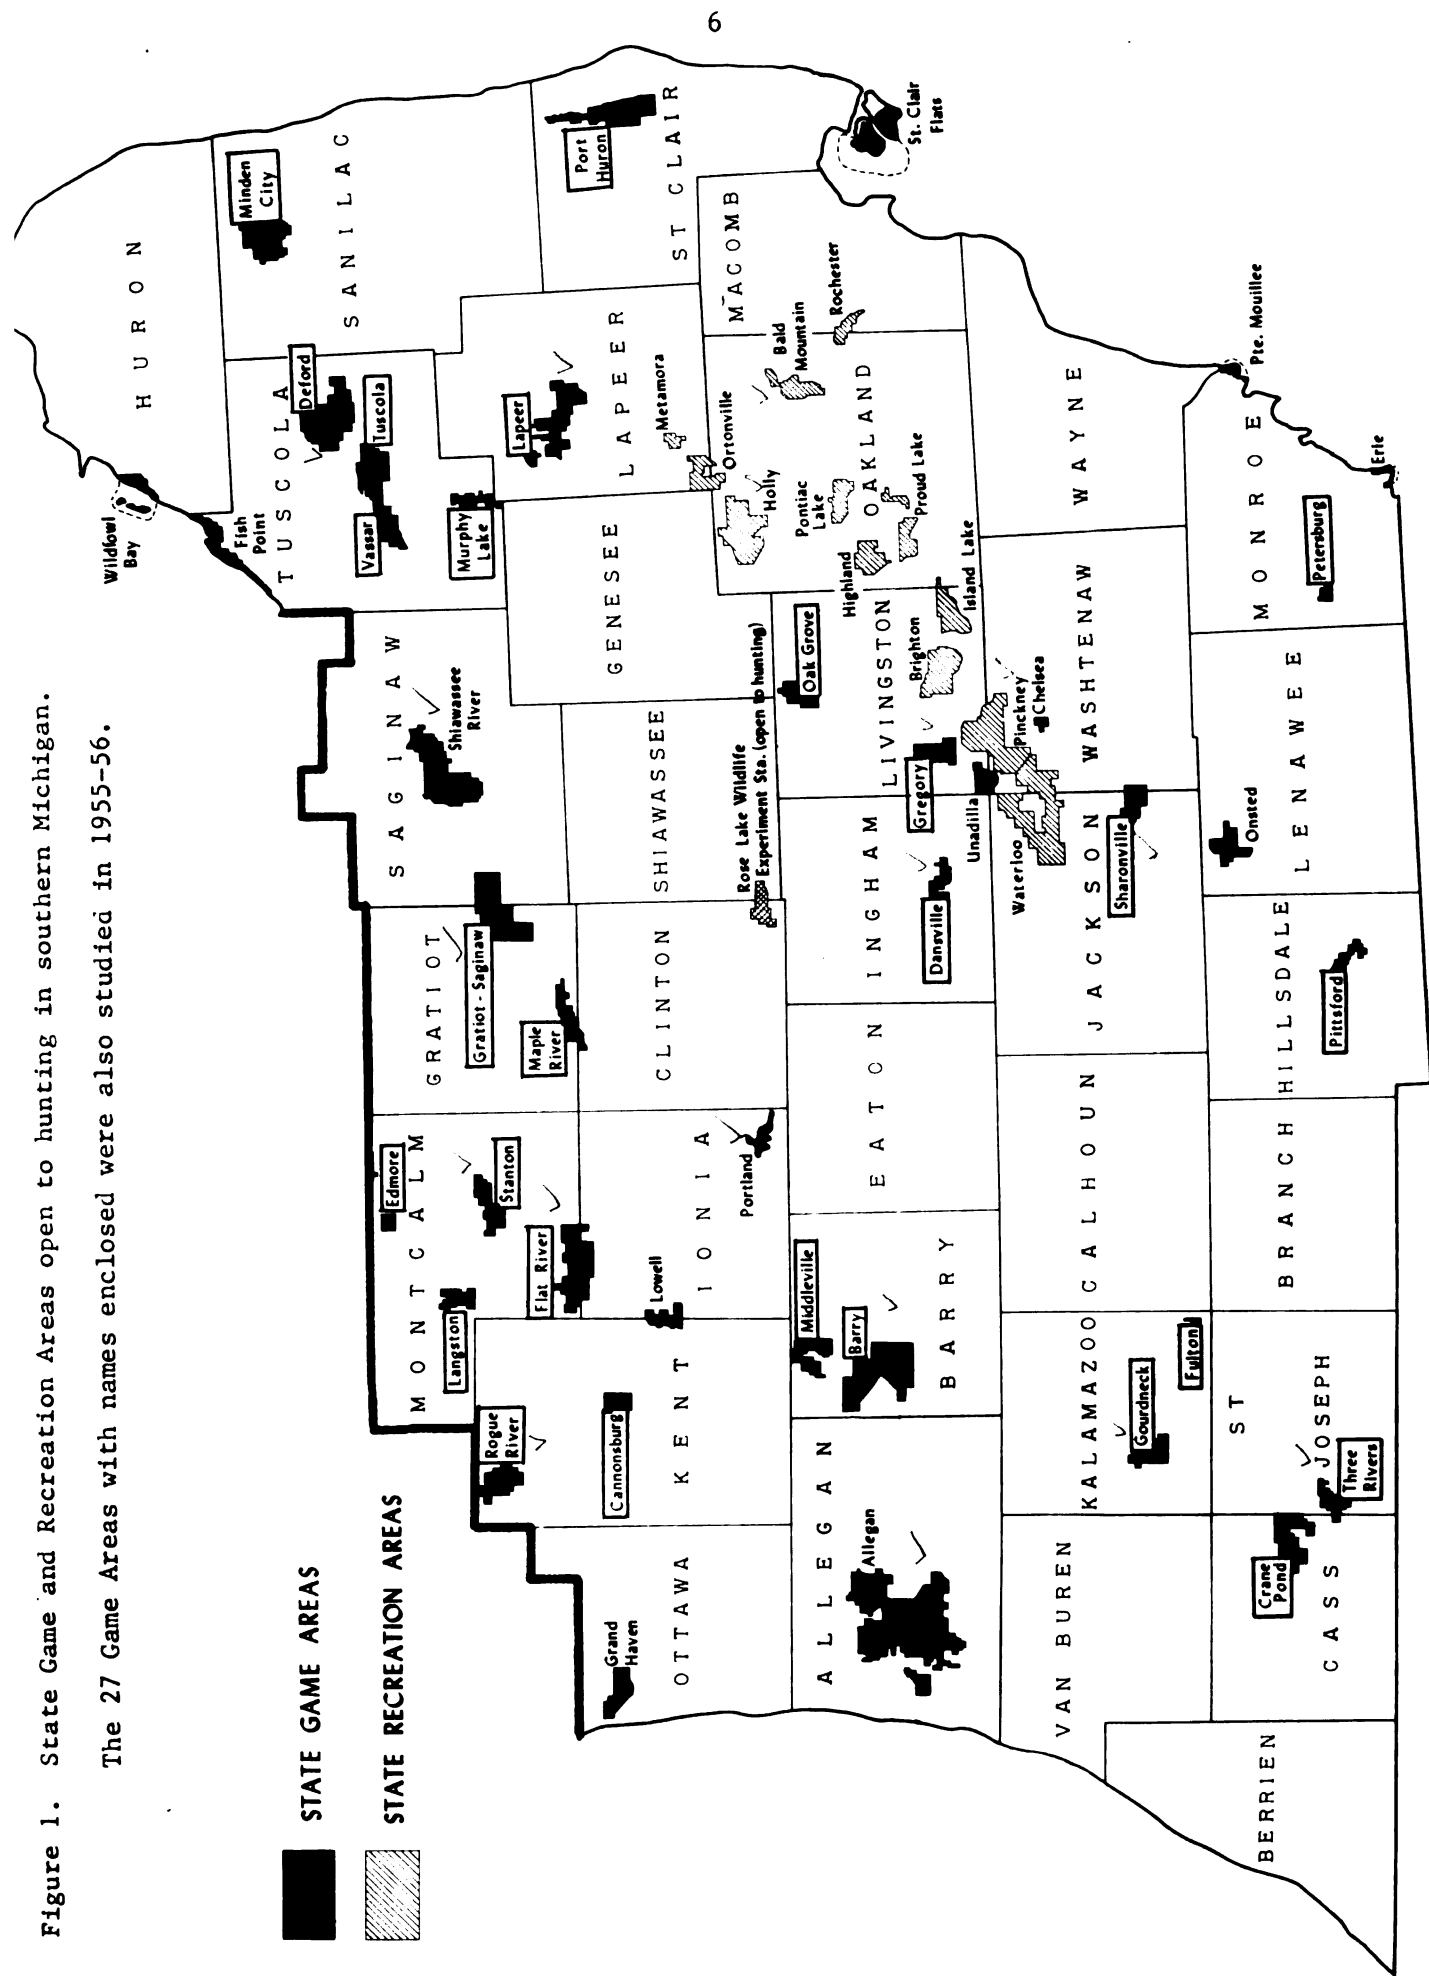 6
Figure 1. State Game and Recreation Areas open to hunting in southern Michigan.
The 27 Game Areas with names enclosed were also studied in 1955-56.
STATE GAME AREAS
STATE RECREATION AREAS
HURON
Wildfowl
Bay
Fish
Point
TUSCOLA
Deford
Tuscola
Vassar
Murphy
Lake
SANILAC
Minden
City
SAGINAW
Shiawassee
River
GRATIOT
Gratiot - Saginaw
Maple
River
MONTCALM
Edmore
Stanton
Langston
Flat River
LAPEER
Lapeer
Metamora
ST CLAIR
Port
Huron
St. Clair
Flats
GENESEE
SHIAWASSEE
Rose Lake Wildlife
Experiment Sta. (open to hunting)
CLINTON
IONIA
Portland
Lowell
KENT
Rogue
River
Cannonsburg
OTTAWA
Grand
Haven
MACOMB
Rochester
OAKLAND
Bald
Mountain
Ortonville
Holly
Pontiac
Lake
Proud Lake
Highland
LIVINGSTON
Oak Grove
Island Lake
Brighton
Gregory
Unadilla
INGHAM
Dansville
EATON
BARRY
Middleville
Barry
ALLEGAN
Allegan
WAYNE
WASHTENAW
Pinckney
Chelsea
Waterloo
JACKSON
Sharonville
CALHOUN
KALAMAZOO
Gourdneck
Fulton
VAN BUREN
MONROE
Pte. Mouillee
Erie
Petersburg
LENAWEE
Onsted
HILLSDALE
Pittsford
BRANCH
ST
JOSEPH
Three
Rivers
CASS
Crane
Pond
BERRIEN